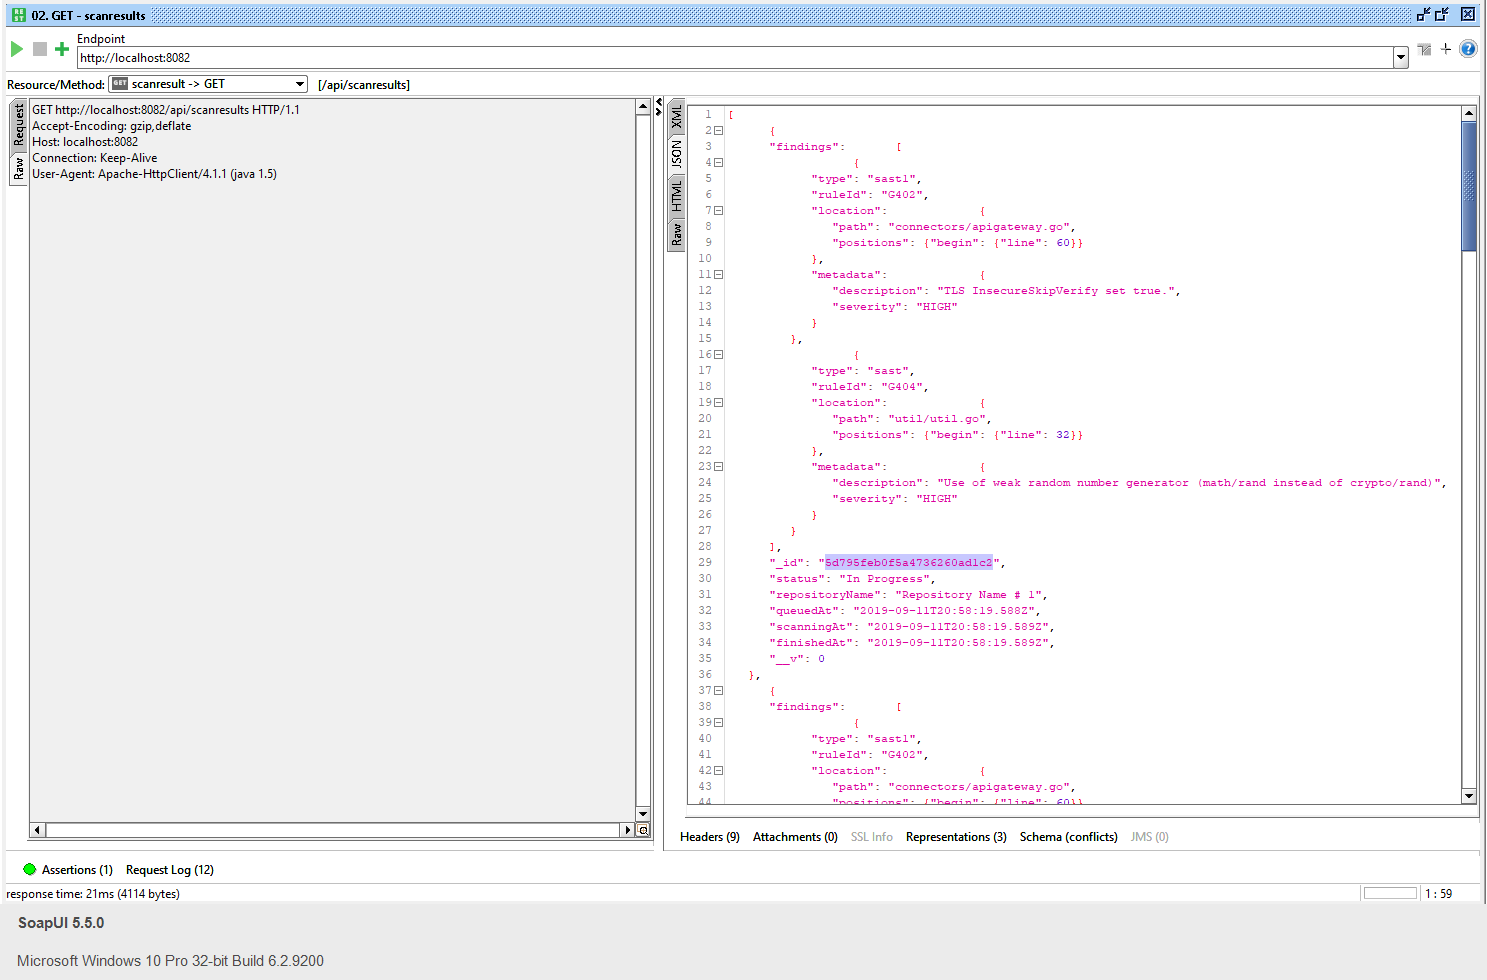 02. GET - scanresults
Endpoint
http://localhost:8082
Resource/Method: GET scanresult -> GET [/api/scanresults]
Request
Raw
GET http://localhost:8082/api/scanresults HTTP/1.1
Accept-Encoding: gzip,deflate
Host: localhost:8082
Connection: Keep-Alive
User-Agent: Apache-HttpClient/4.1.1 (java 1.5)
XML
JSON
HTML
Raw
1 [
2 {
3 "findings": [
4 {
5 "type": "sast1",
6 "ruleId": "G402",
7 "location": {
8 "path": "connectors/apigateway.go",
9 "positions": {"begin": {"line": 60}}
10 },
11 "metadata": {
12 "description": "TLS InsecureSkipVerify set true.",
13 "severity": "HIGH"
14 }
15 },
16 {
17 "type": "sast",
18 "ruleId": "G404",
19 "location": {
20 "path": "util/util.go",
21 "positions": {"begin": {"line": 32}}
22 },
23 "metadata": {
24 "description": "Use of weak random number generator (math/rand instead of crypto/rand)",
25 "severity": "HIGH"
26 }
27 }
28 ],
29 "_id": "5d795feb0f5a4736260ad1c2",
30 "status": "In Progress",
31 "repositoryName": "Repository Name # 1",
32 "queuedAt": "2019-09-11T20:58:19.588Z",
33 "scanningAt": "2019-09-11T20:58:19.589Z",
34 "finishedAt": "2019-09-11T20:58:19.589Z",
35 "__v": 0
36 },
37 {
38 "findings": [
39 {
40 "type": "sast1",
41 "ruleId": "G402",
42 "location": {
43 "path": "connectors/apigateway.go",
44 "positions": {"begin": {"line": 60}}
Headers (9) Attachments (0) SSL Info Representations (3) Schema (conflicts) JMS (0)
Assertions (1) Request Log (12)
response time: 21ms (4114 bytes)
1 : 59
SoapUI 5.5.0
Microsoft Windows 10 Pro 32-bit Build 6.2.9200